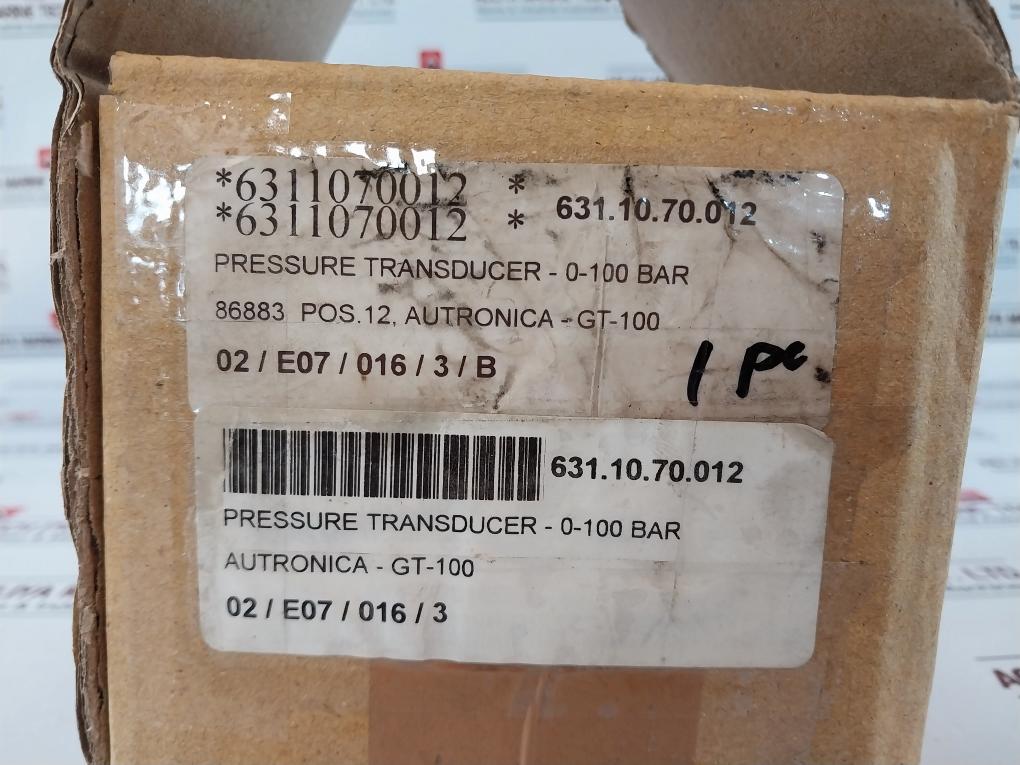 *6311070012 *
*6311070012 * 631.10.70.012
PRESSURE TRANSDUCER - 0-100 BAR
86883 POS.12, AUTRONICA - GT-100
02 / E07 / 016 / 3 / B
1 pc
631.10.70.012
PRESSURE TRANSDUCER - 0-100 BAR
AUTRONICA - GT-100
02 / E07 / 016 / 3